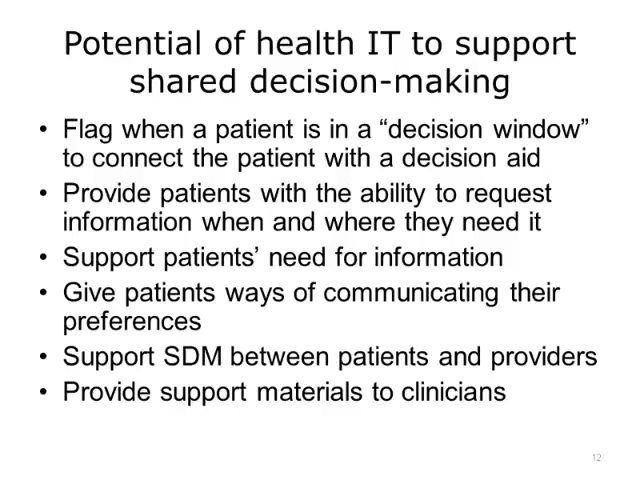 Potential of health IT to support
shared decision-making
• Flag when a patient is in a “decision window”
to connect the patient with a decision aid
• Provide patients with the ability to request
information when and where they need it
• Support patients’ need for information
• Give patients ways of communicating their
preferences
• Support SDM between patients and providers
• Provide support materials to clinicians
12